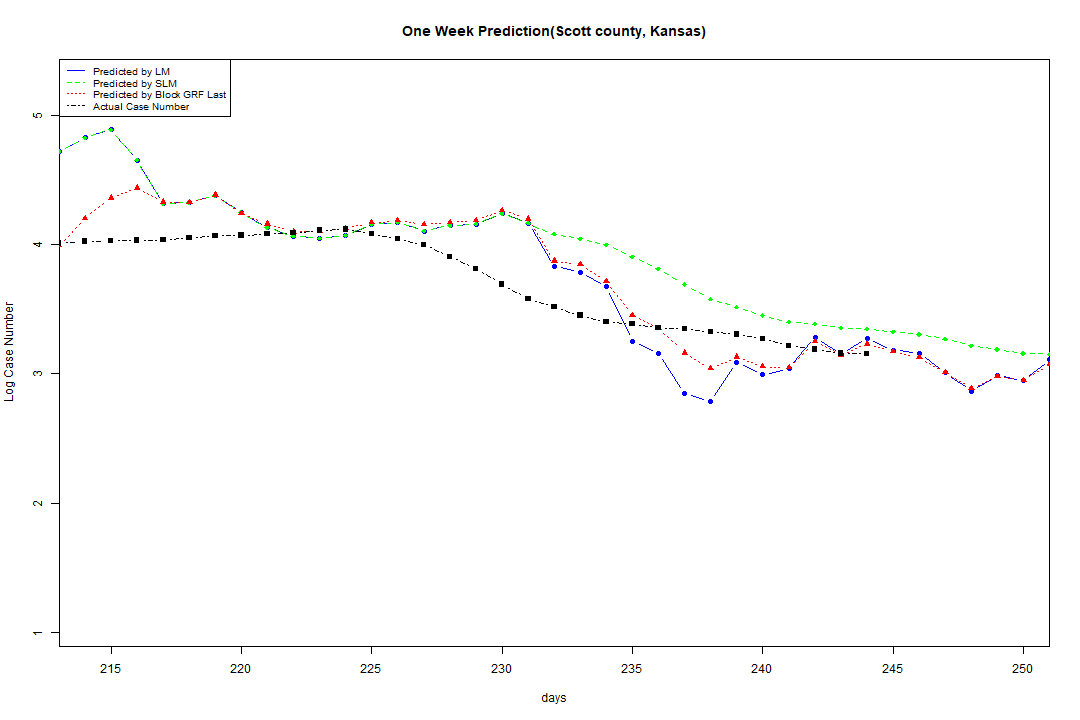 One Week Prediction(Scott county, Kansas)
Predicted by LM
Predicted by SLM
Predicted by Block GRF Last
Actual Case Number
5
4
3
2
1
Log Case Number
215 220 225 230 235 240 245 250
days